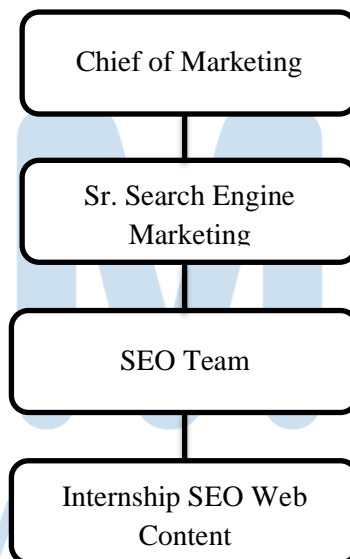 Chief of Marketing
Sr. Search Engine
Marketing
SEO Team
Internship SEO Web
Content